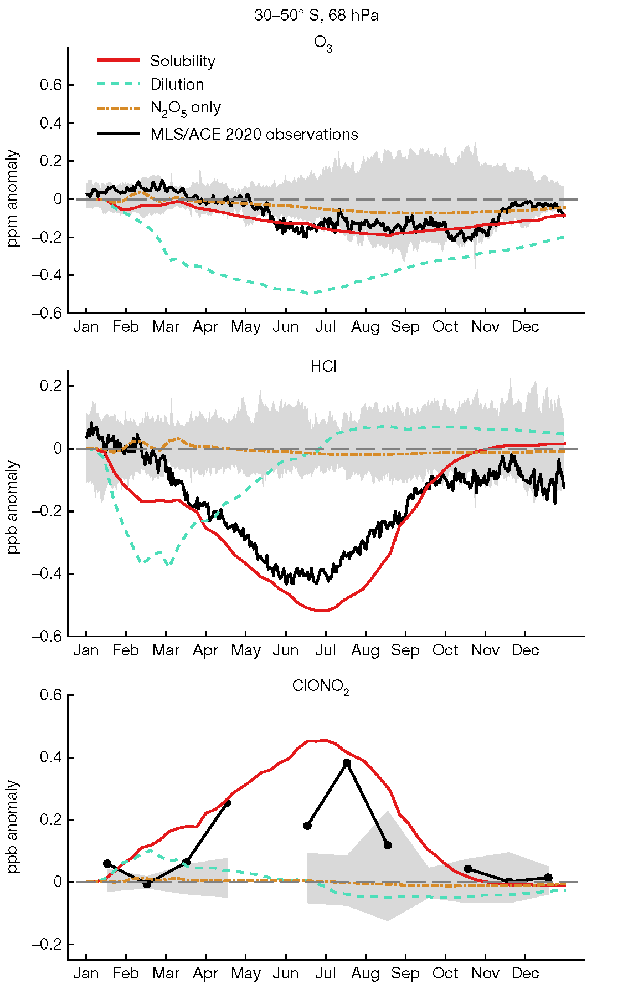 30–50° S, 68 hPa
O3
Solubility
Dilution
N2O5 only
MLS/ACE 2020 observations
ppm anomaly
0.6
0.4
0.2
0
–0.2
–0.4
–0.6
Jan Feb Mar Apr May Jun Jul Aug Sep Oct Nov Dec
HCl
ppb anomaly
0.2
0
–0.2
–0.4
–0.6
Jan Feb Mar Apr May Jun Jul Aug Sep Oct Nov Dec
ClONO2
ppb anomaly
0.6
0.4
0.2
0
–0.2
Jan Feb Mar Apr May Jun Jul Aug Sep Oct Nov Dec